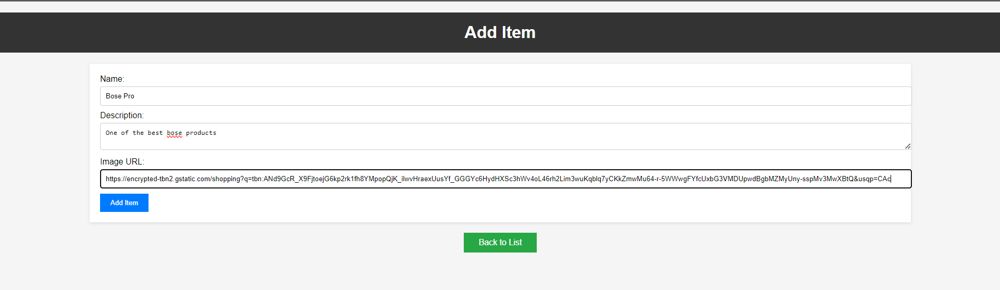 Add Item
Name:
Bose Pro
Description:
One of the best bose products
Image URL:
https://encrypted-tbn2.gstatic.com/shopping?q=tbn:ANd9GcR_X9FjtoejG6kp2rk1fh8YMpopQjK_ilwvHraexUusYf_GGGYc6HydHXSc3hWv4oL46rh2Lim3wuKqblq7yCKkZmwMu64-r-5WWwgFYfcUxbG3VMDUpwdBgbMZMyUny-sspMv3MwXBtQ&usqp=CAc
Add Item
Back to List